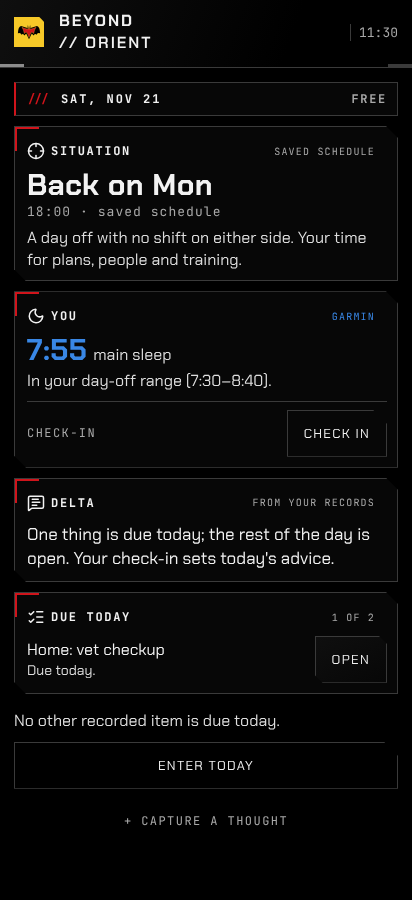 BEYOND
// ORIENT
11:30
/// SAT, NOV 21
FREE
SITUATION
SAVED SCHEDULE
Back on Mon
18:00 · saved schedule
A day off with no shift on either side. Your time
for plans, people and training.
YOU
GARMIN
7:55 main sleep
In your day-off range (7:30–8:40).
CHECK-IN
CHECK IN
DELTA
FROM YOUR RECORDS
One thing is due today; the rest of the day is
open. Your check-in sets today's advice.
DUE TODAY
1 OF 2
Home: vet checkup
Due today.
OPEN
No other recorded item is due today.
ENTER TODAY
+ CAPTURE A THOUGHT